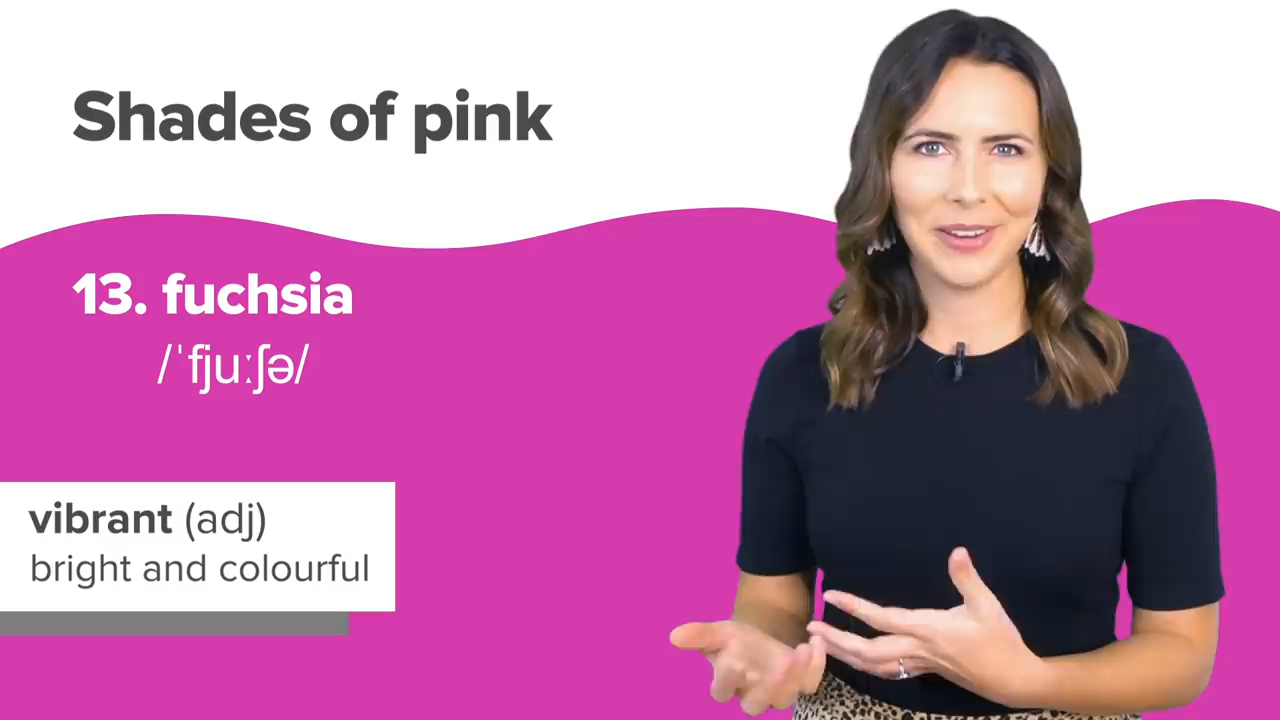 Shades of pink
13. fuchsia
/ˈfjuːʃə/
vibrant (adj)
bright and colourful